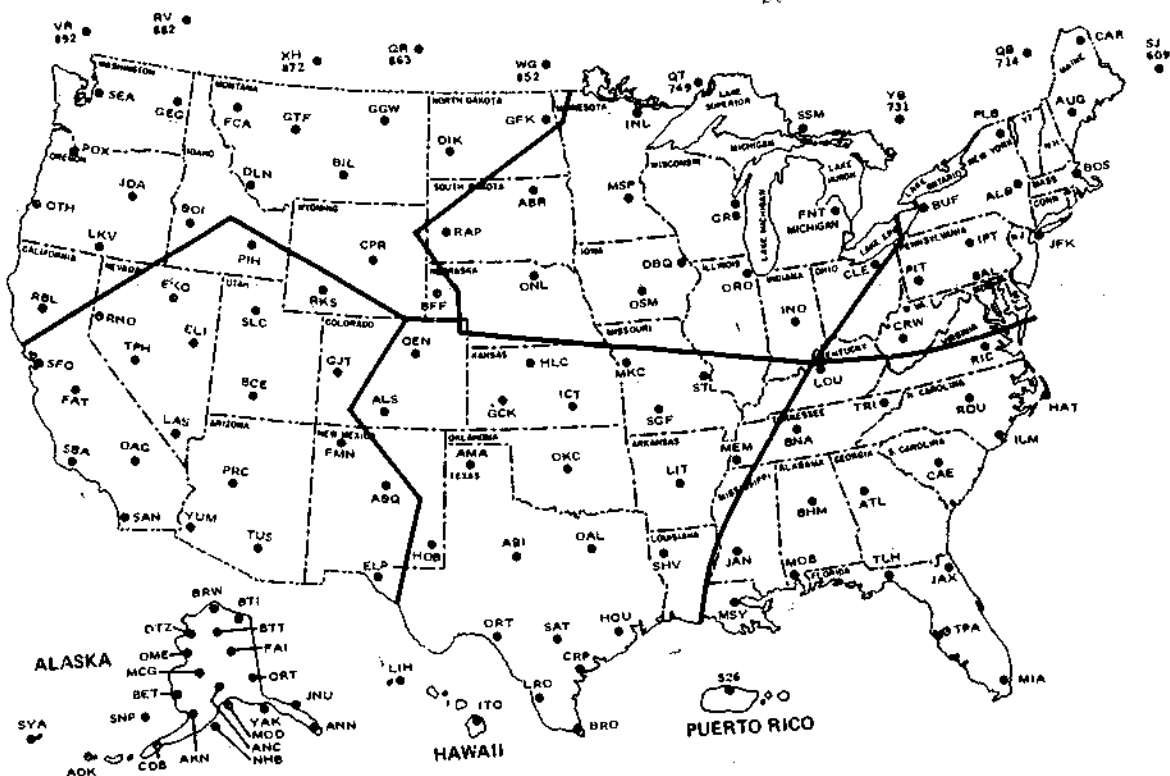 VR
892
RV
882
XH
872
QR
863
WG
852
QT
749
YB
731
QB
714
SJ
609
WASHINGTON
SEA
GEG
MONTANA
FCA
GTF
GGW
NORTH DAKOTA
GFK
MINNESOTA
INL
LAKE
SUPERIOR
SSM
PLB
MAINE
CAR
AUG
PDX
OREGON
IDAHO
DLN
BIL
DIK
WISCONSIN
MICHIGAN
NEW YORK
VT
N.H.
JDA
SOUTH DAKOTA
ABR
MSP
LAKE
HURON
LAKE
ONTARIO
MASS
BOS
ALB
CONN
OTH
BOI
WYOMING
GRB
LAKE MICHIGAN
FNT
MICHIGAN
BUF
LKV
PIH
CPR
RAP
IOWA
DBQ
ILLINOIS
LAKE ERIE
PENNSYLVANIA
IPT
N.J.
JFK
CALIFORNIA
NEVADA
EKO
UTAH
NEBRASKA
ONL
ORD
INDIANA
OHIO
CLE
PIT
RBL
RNO
SLC
RKS
BFF
DSM
IND
CRW
ELI
COLORADO
DEN
MISSOURI
KENTUCKY
VIRGINIA
RIC
SFO
TPH
GJT
KANSAS
HLC
MKC
STL
LOU
FAT
BCE
ALS
GCK
ICT
SGF
TENNESSEE
TRI
N. CAROLINA
RDU
HAT
LAS
ARIZONA
NEW MEXICO
FMN
OKLAHOMA
AMA
TEXAS
ARKANSAS
MEM
BNA
ILM
SBA
DAG
PRC
ABQ
OKC
LIT
MISSISSIPPI
ALABAMA
GEORGIA
S. CAROLINA
CAE
SAN
YUM
TUS
BHM
ATL
ELP
HOB
ABI
DAL
LOUISIANA
SHV
JAN
MOB
FLORIDA
TLH
JAX
MSY
BRW
BTI
OTZ
BTT
ORT
SAT
HOU
TPA
OME
FAI
ALASKA
MCG
ORT
LIH
CRP
S26
MIA
BET
JNU
LRD
SNP
YAK
ITO
BRO
PUERTO RICO
SYA
MDO
ANN
ANC
HAWAII
ADK
CDB
AKN
NHB